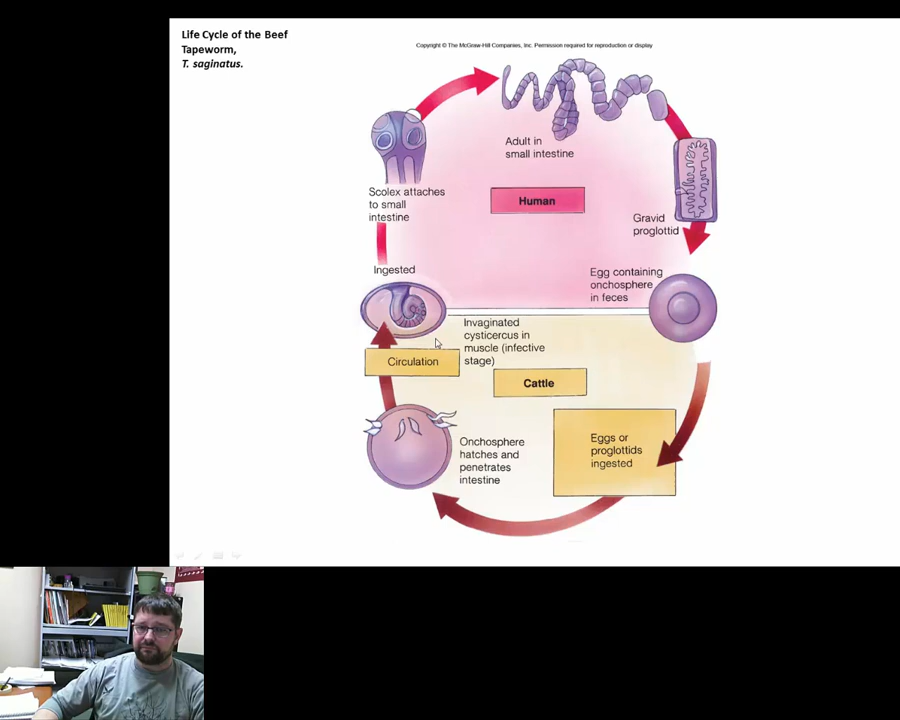 Life Cycle of the Beef
Tapeworm,
T. saginatus.
Copyright © The McGraw-Hill Companies, Inc. Permission required for reproduction or display
Adult in
small intestine
Scolex attaches
to small
intestine
Human
Gravid
proglottid
Ingested
Egg containing
onchosphere
in feces
Invaginated
cysticercus in
muscle (infective
stage)
Circulation
Cattle
Onchosphere
hatches and
penetrates
intestine
Eggs or
proglottids
ingested